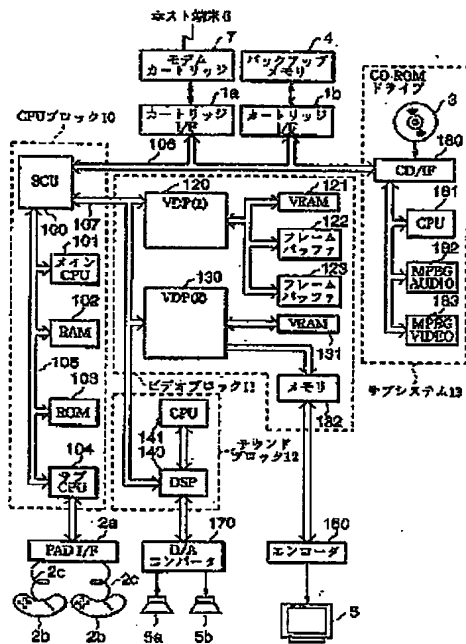 ホスト端末6
7
モデム
カートリッジ
4
バックアップ
メモリ
CD-ROM
ドライブ
3
1a
カートリッジ
I/F
1b
カートリッジ
I/F
CPUブロック10
106
180
CD/IF
SCU
100
107
120
VDP(1)
121
VRAM
122
フレーム
バッファ
123
フレーム
バッファ
181
CPU
182
MPEG
AUDIO
183
MPEG
VIDEO
101
メイン
CPU
102
RAM
105
103
ROM
104
サブ
CPU
130
VDP(2)
VRAM
131
メモリ
132
ビデオブロック11
サブシステム13
CPU
141
140
DSP
サウンド
ブロック12
2a
PAD I/F
2c
2c
2b
2b
170
D/A
コンバータ
160
エンコーダ
5a
5b
5